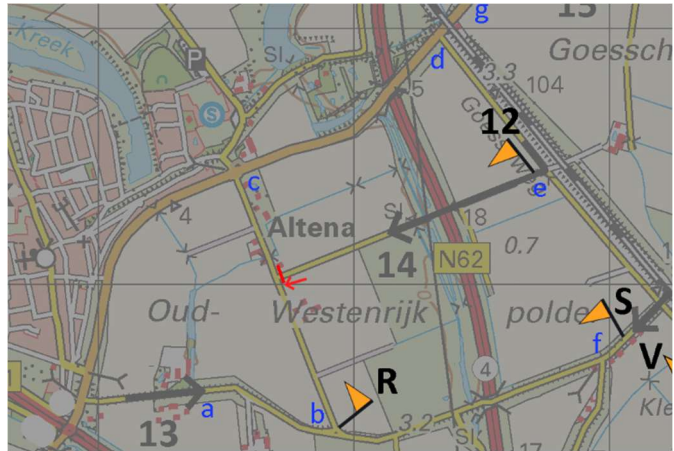 15
g
Kreek
P
Sl
Goessch
d
3.3
104
5
S
12
c
e
4
Altena
Sl
18
14
N62
0.7
Oud-
Westenrijk
polde
S
f
V
R
4
a
b
3.2
Kle
13
Sl
17
1